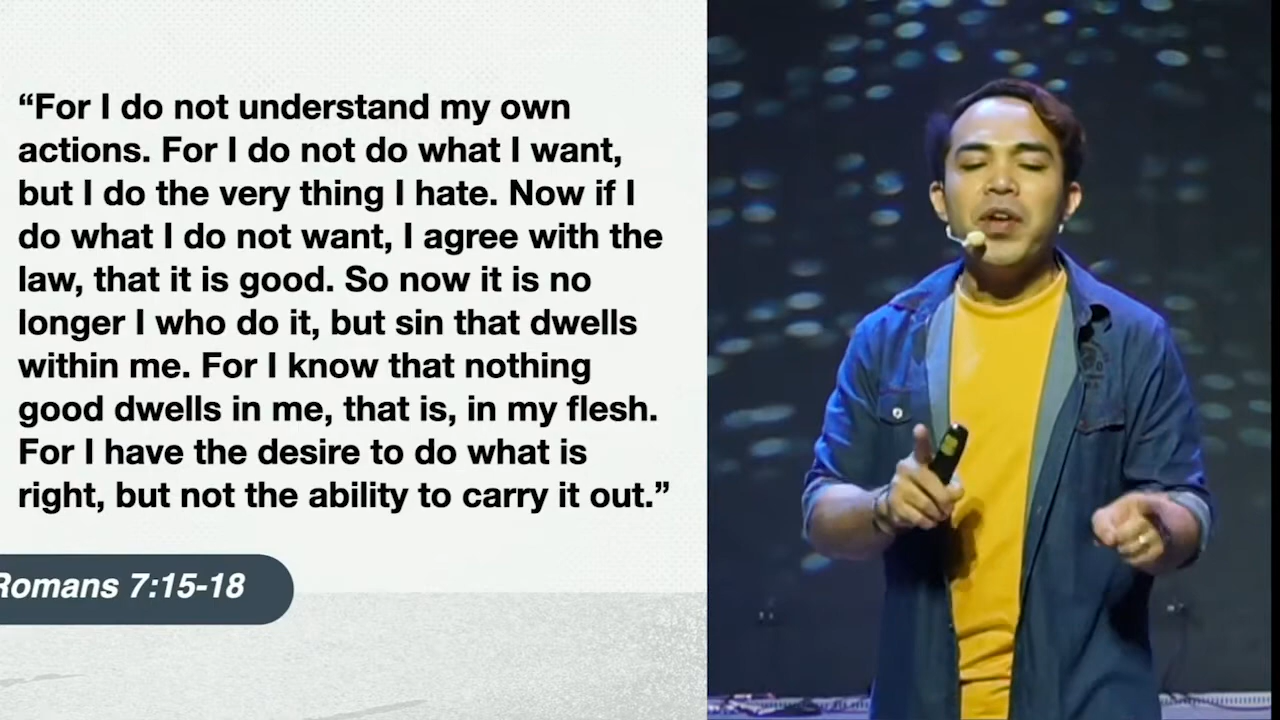 “For I do not understand my own
actions. For I do not do what I want,
but I do the very thing I hate. Now if I
do what I do not want, I agree with the
law, that it is good. So now it is no
longer I who do it, but sin that dwells
within me. For I know that nothing
good dwells in me, that is, in my flesh.
For I have the desire to do what is
right, but not the ability to carry it out.”
Romans 7:15-18